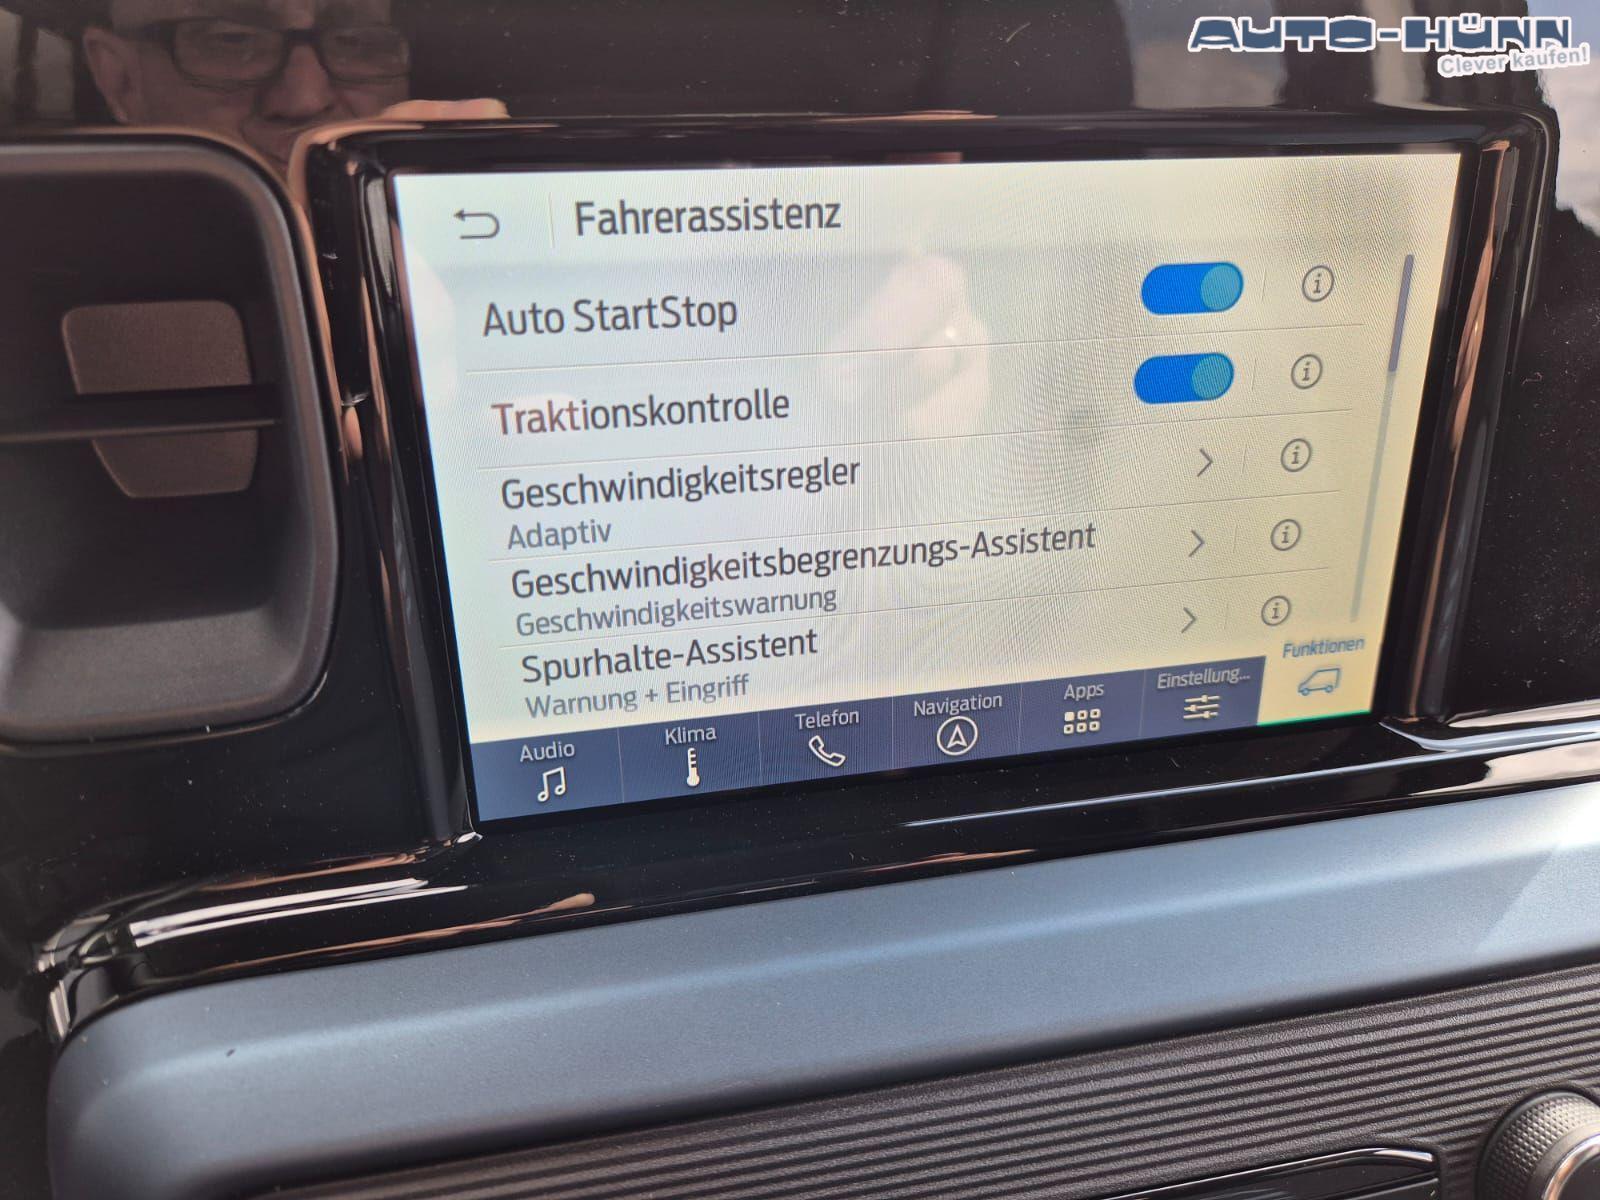 AUTO-HÜNN
Clever kaufen!
Fahrerassistenz
Auto StartStop
Traktionskontrolle
Geschwindigkeitsregler
Adaptiv
Geschwindigkeitsbegrenzungs-Assistent
Geschwindigkeitswarnung
Spurhalte-Assistent
Warnung + Eingriff
Audio
Klima
Telefon
Navigation
Apps
Einstellung...
Funktionen